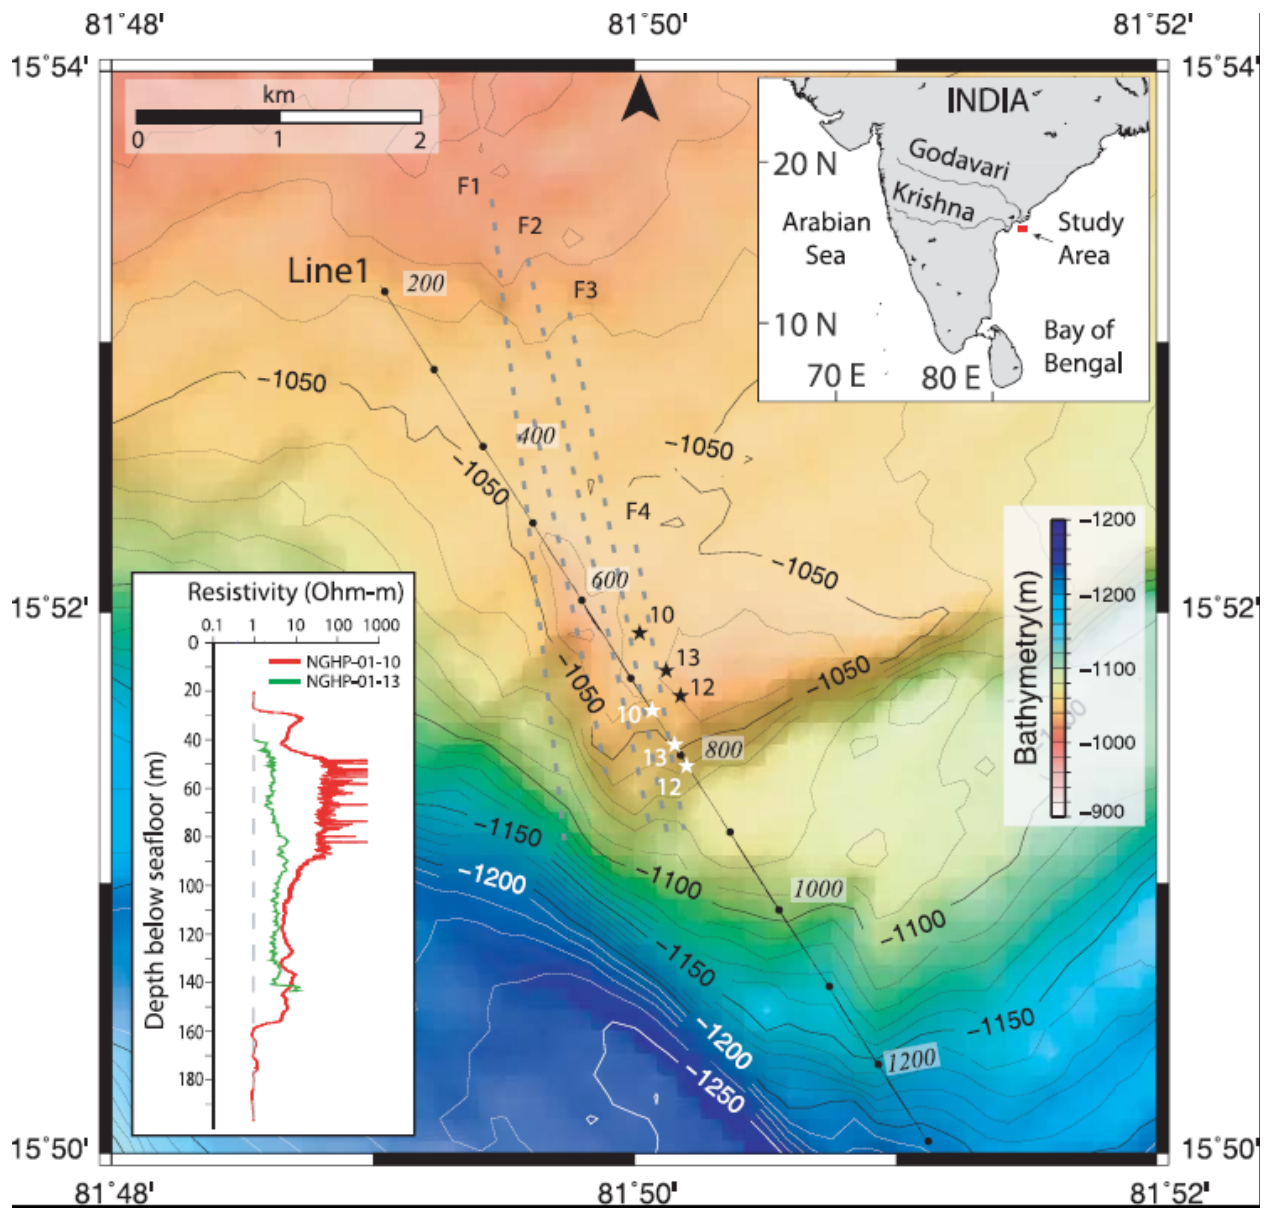 81˚48' 81˚50' 81˚52'
15˚54' 15˚54'
km
0 1 2
INDIA
Godavari
20 N
Krishna
Arabian
Sea
Study
Area
10 N
Bay of
Bengal
70 E 80 E
F1
F2
Line1
200
F3
−1050
400
−1050
−1050
F4
−1050
600
−1200
−1200
−1100
−1000
−900
Bathymetry(m)
15˚52' 15˚52'
10
13
12
−1050
−1050
10
13
12
800
−1150
−1200
−1100
1000
−1100
−1150
−1150
−1200
1200
−1250
Resistivity (Ohm-m)
0.1 1 10 100 1000
NGHP-01-10
NGHP-01-13
0
20
40
60
80
100
120
140
160
180
Depth below seafloor (m)
15˚50' 15˚50'
81˚48' 81˚50' 81˚52'